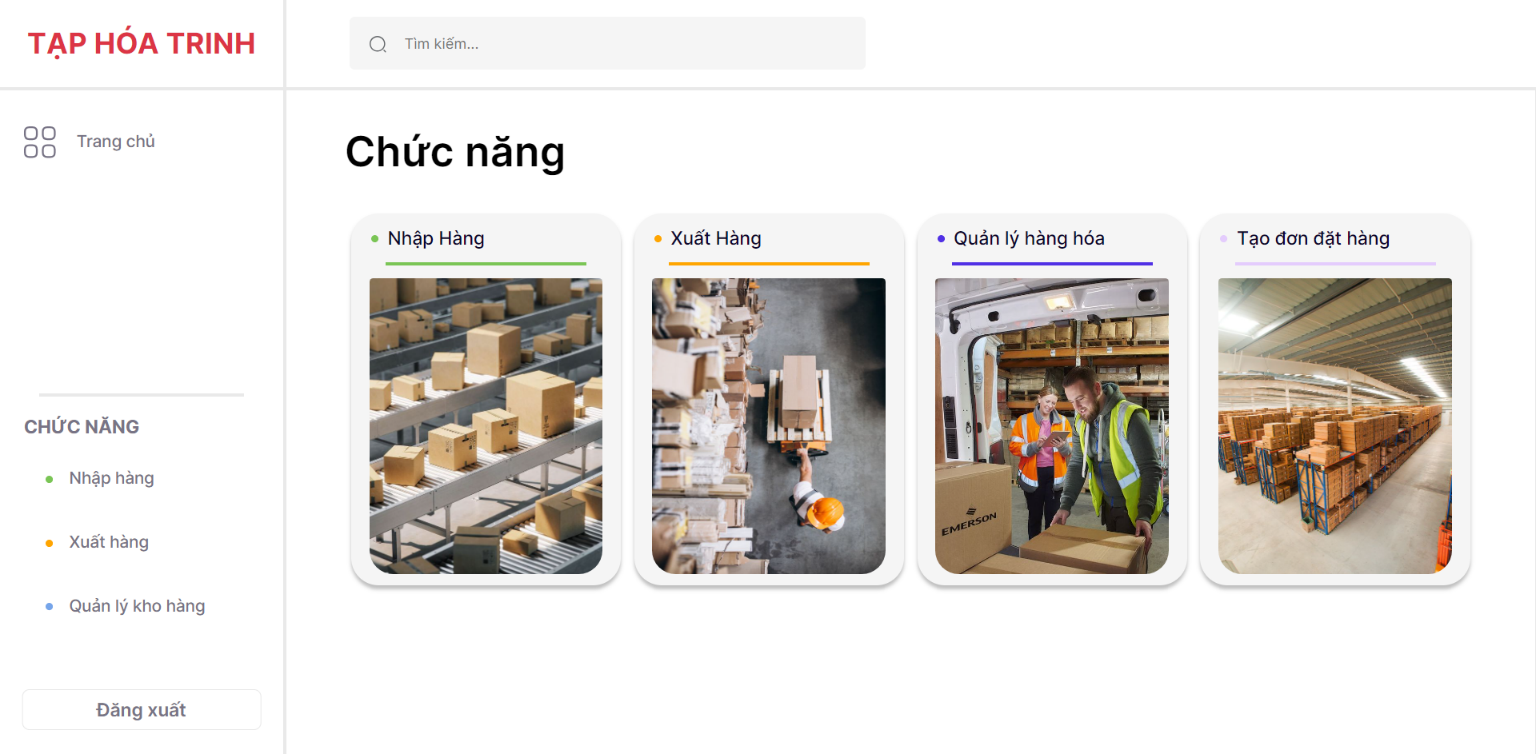 TẠP HÓA TRINH
Tìm kiếm...
Trang chủ
CHỨC NĂNG
Nhập hàng
Xuất hàng
Quản lý kho hàng
Đăng xuất
Chức năng
Nhập Hàng
Xuất Hàng
Quản lý hàng hóa
Tạo đơn đặt hàng
EMERSON